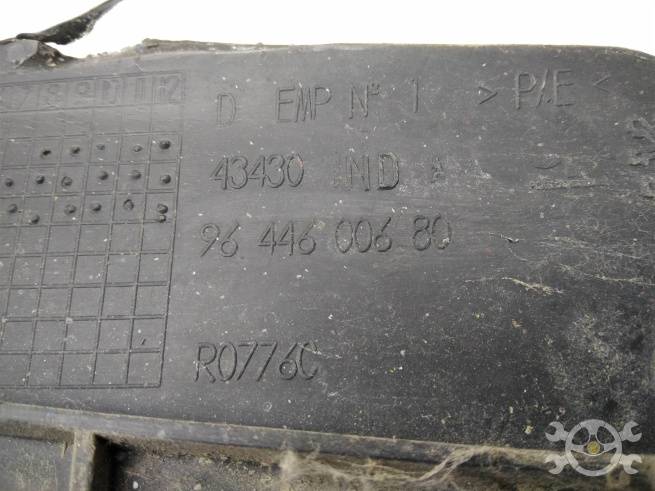 D EMP N° 1 > P/E <
43430 IND A
96 446 006 80
R0776C